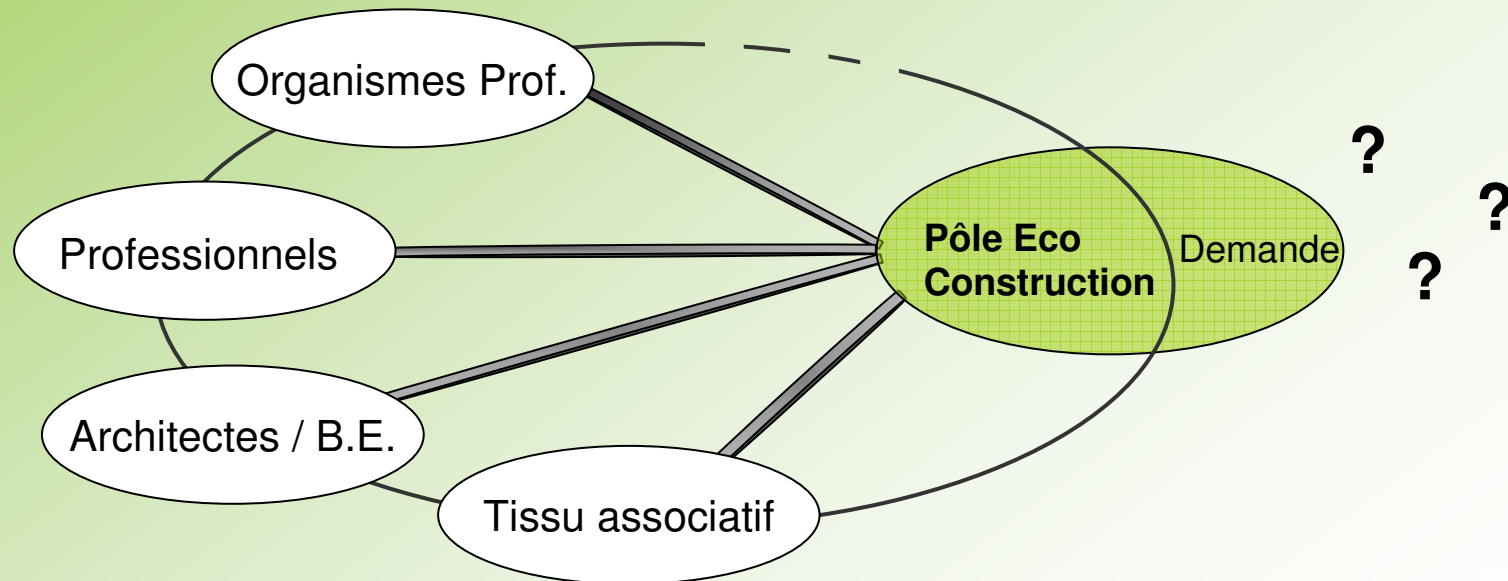 Organismes Prof.
Professionnels
Architectes / B.E.
Tissu associatif
Pôle Eco
Construction
Demande
?
?
?